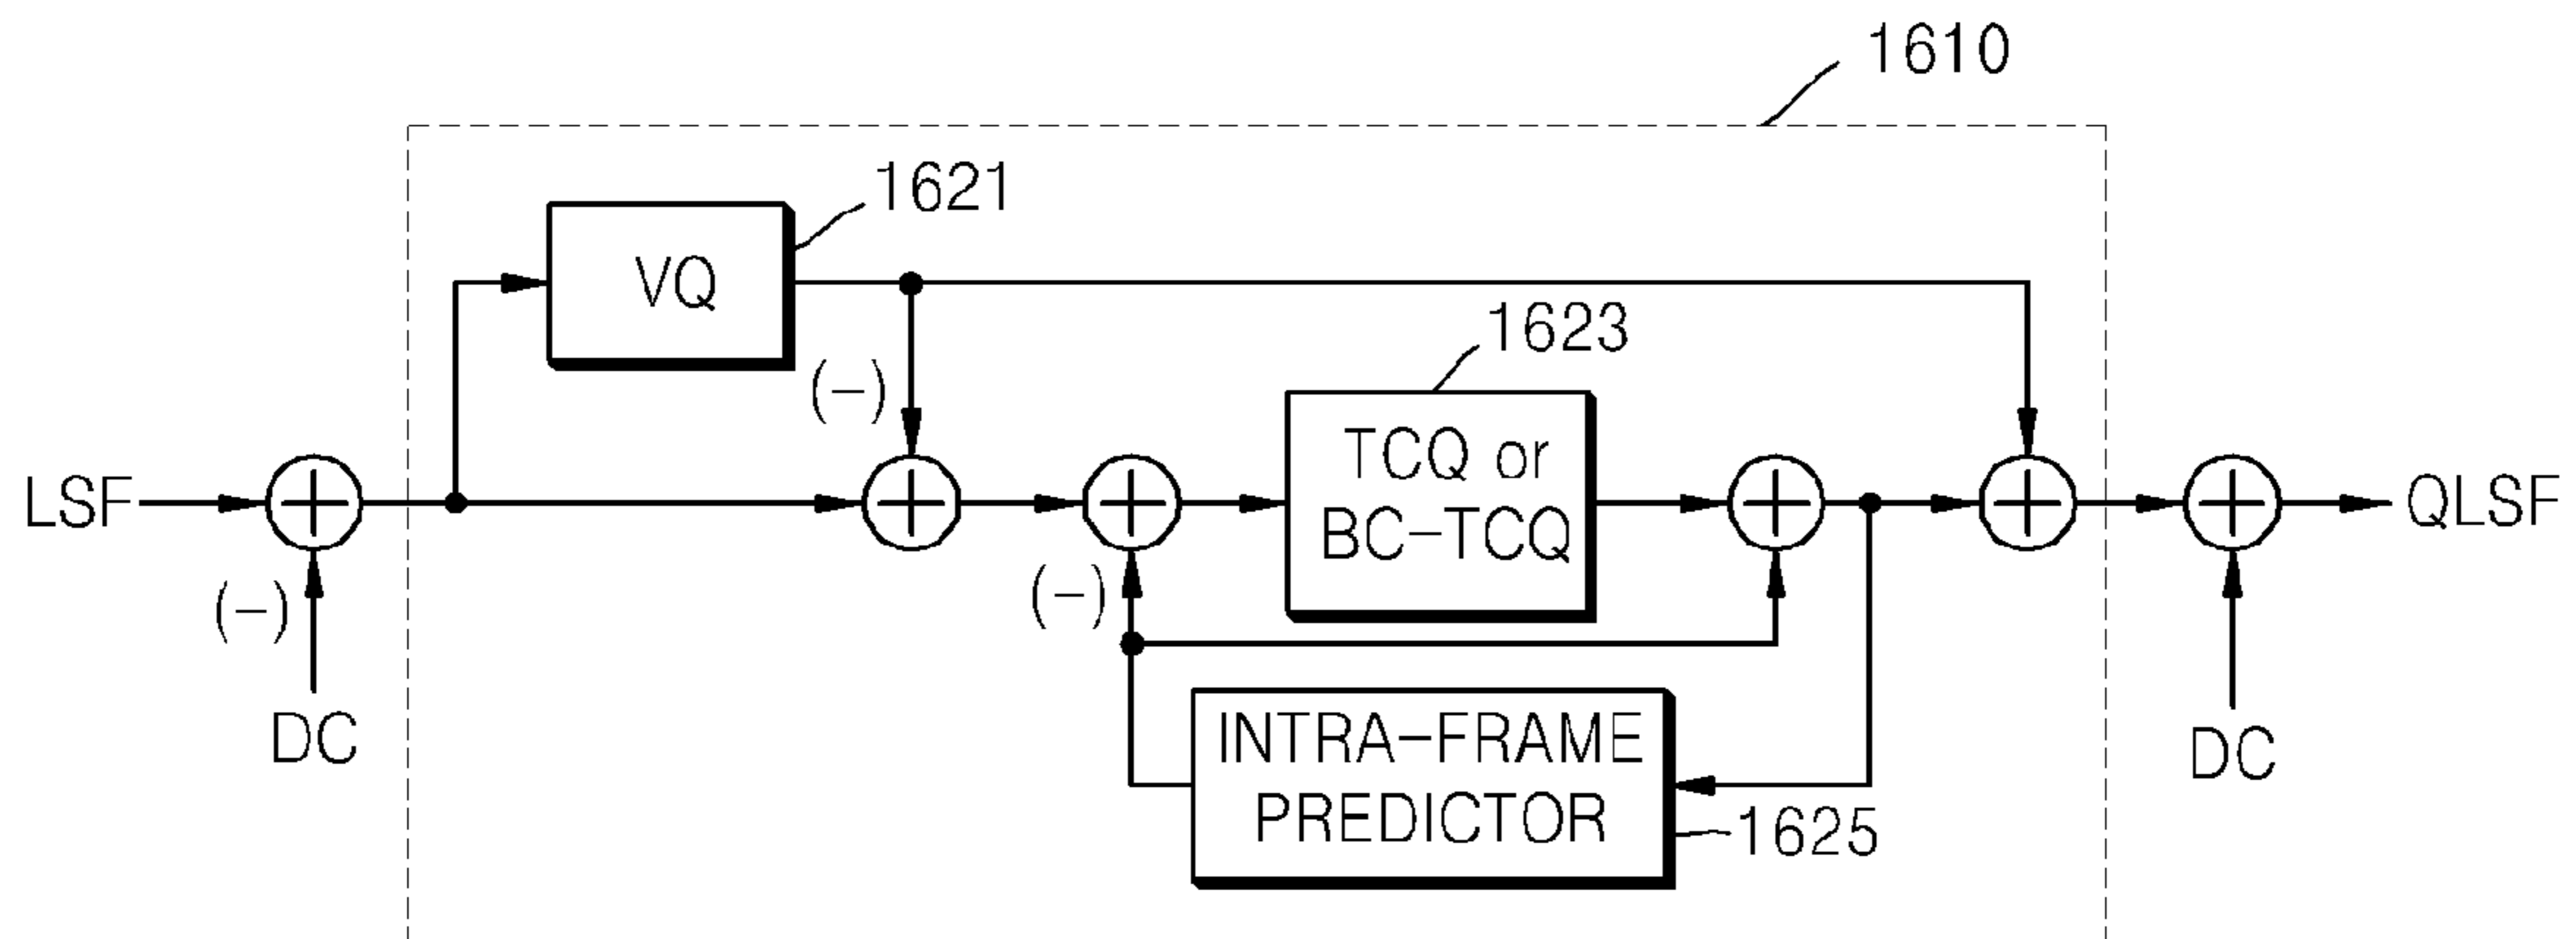 1610
1621
VQ
1623
(-)
TCQ or
BC-TCQ
LSF
QLSF
(-)
(-)
DC
INTRA-FRAME
PREDICTOR
DC
1625